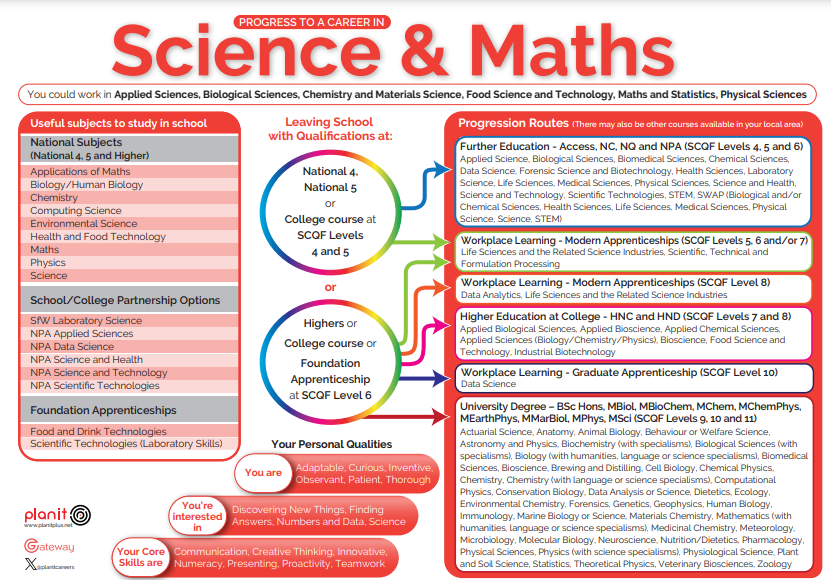 PROGRESS TO A CAREER IN
Science & Maths
You could work in Applied Sciences, Biological Sciences, Chemistry and Materials Science, Food Science and Technology, Maths and Statistics, Physical Sciences
Useful subjects to study in school
National Subjects
(National 4, 5 and Higher)
Applications of Maths
Biology/Human Biology
Chemistry
Computing Science
Environmental Science
Health and Food Technology
Maths
Physics
Science
School/College Partnership Options
SfW Laboratory Science
NPA Applied Sciences
NPA Data Science
NPA Science and Health
NPA Science and Technology
NPA Scientific Technologies
Foundation Apprenticeships
Food and Drink Technologies
Scientific Technologies (Laboratory Skills)
planit
www.planitplus.net
Gateway
X @planitcareers
Leaving School
with Qualifications at:
National 4,
National 5
or
College course at
SCQF Levels
4 and 5
or
Highers or
College course or
Foundation
Apprenticeship
at SCQF Level 6
Your Personal Qualities
You are
Adaptable, Curious, Inventive,
Observant, Patient, Thorough
You're
interested
in
Discovering New Things, Finding
Answers, Numbers and Data, Science
Your Core
Skills are
Communication, Creative Thinking, Innovative,
Numeracy, Presenting, Proactivity, Teamwork
Progression Routes (There may also be other courses available in your local area)
Further Education - Access, NC, NQ and NPA (SCQF Levels 4, 5 and 6)
Applied Science, Biological Sciences, Biomedical Sciences, Chemical Sciences,
Data Science, Forensic Science and Biotechnology, Health Sciences, Laboratory
Science, Life Sciences, Medical Sciences, Physical Sciences, Science and Health,
Science and Technology, Scientific Technologies, STEM, SWAP (Biological and/or
Chemical Sciences, Health Sciences, Life Sciences, Medical Sciences, Physical
Science, Science, STEM)
Workplace Learning - Modern Apprenticeships (SCQF Levels 5, 6 and/or 7)
Life Sciences and the Related Science Industries, Scientific, Technical and
Formulation Processing
Workplace Learning - Modern Apprenticeships (SCQF Level 8)
Data Analytics, Life Sciences and the Related Science Industries
Higher Education at College - HNC and HND (SCQF Levels 7 and 8)
Applied Biological Sciences, Applied Bioscience, Applied Chemical Sciences,
Applied Sciences (Biology/Chemistry/Physics), Bioscience, Food Science and
Technology, Industrial Biotechnology
Workplace Learning - Graduate Apprenticeship (SCQF Level 10)
Data Science
University Degree – BSc Hons, MBiol, MBioChem, MChem, MChemPhys,
MEarthPhys, MMarBiol, MPhys, MSci (SCQF Levels 9, 10 and 11)
Actuarial Science, Anatomy, Animal Biology, Behaviour or Welfare Science,
Astronomy and Physics, Biochemistry (with specialisms), Biological Sciences (with
specialisms), Biology (with humanities, language or science specialisms), Biomedical
Sciences, Bioscience, Brewing and Distilling, Cell Biology, Chemical Physics,
Chemistry, Chemistry (with language or science specialisms), Computational
Physics, Conservation Biology, Data Analysis or Science, Dietetics, Ecology,
Environmental Chemistry, Forensics, Genetics, Geophysics, Human Biology,
Immunology, Marine Biology or Science, Materials Chemistry, Mathematics (with
humanities, language or science specialisms), Medicinal Chemistry, Meteorology,
Microbiology, Molecular Biology, Neuroscience, Nutrition/Dietetics, Pharmacology,
Physical Sciences, Physics (with science specialisms), Physiological Science, Plant
and Soil Science, Statistics, Theoretical Physics, Veterinary Biosciences, Zoology